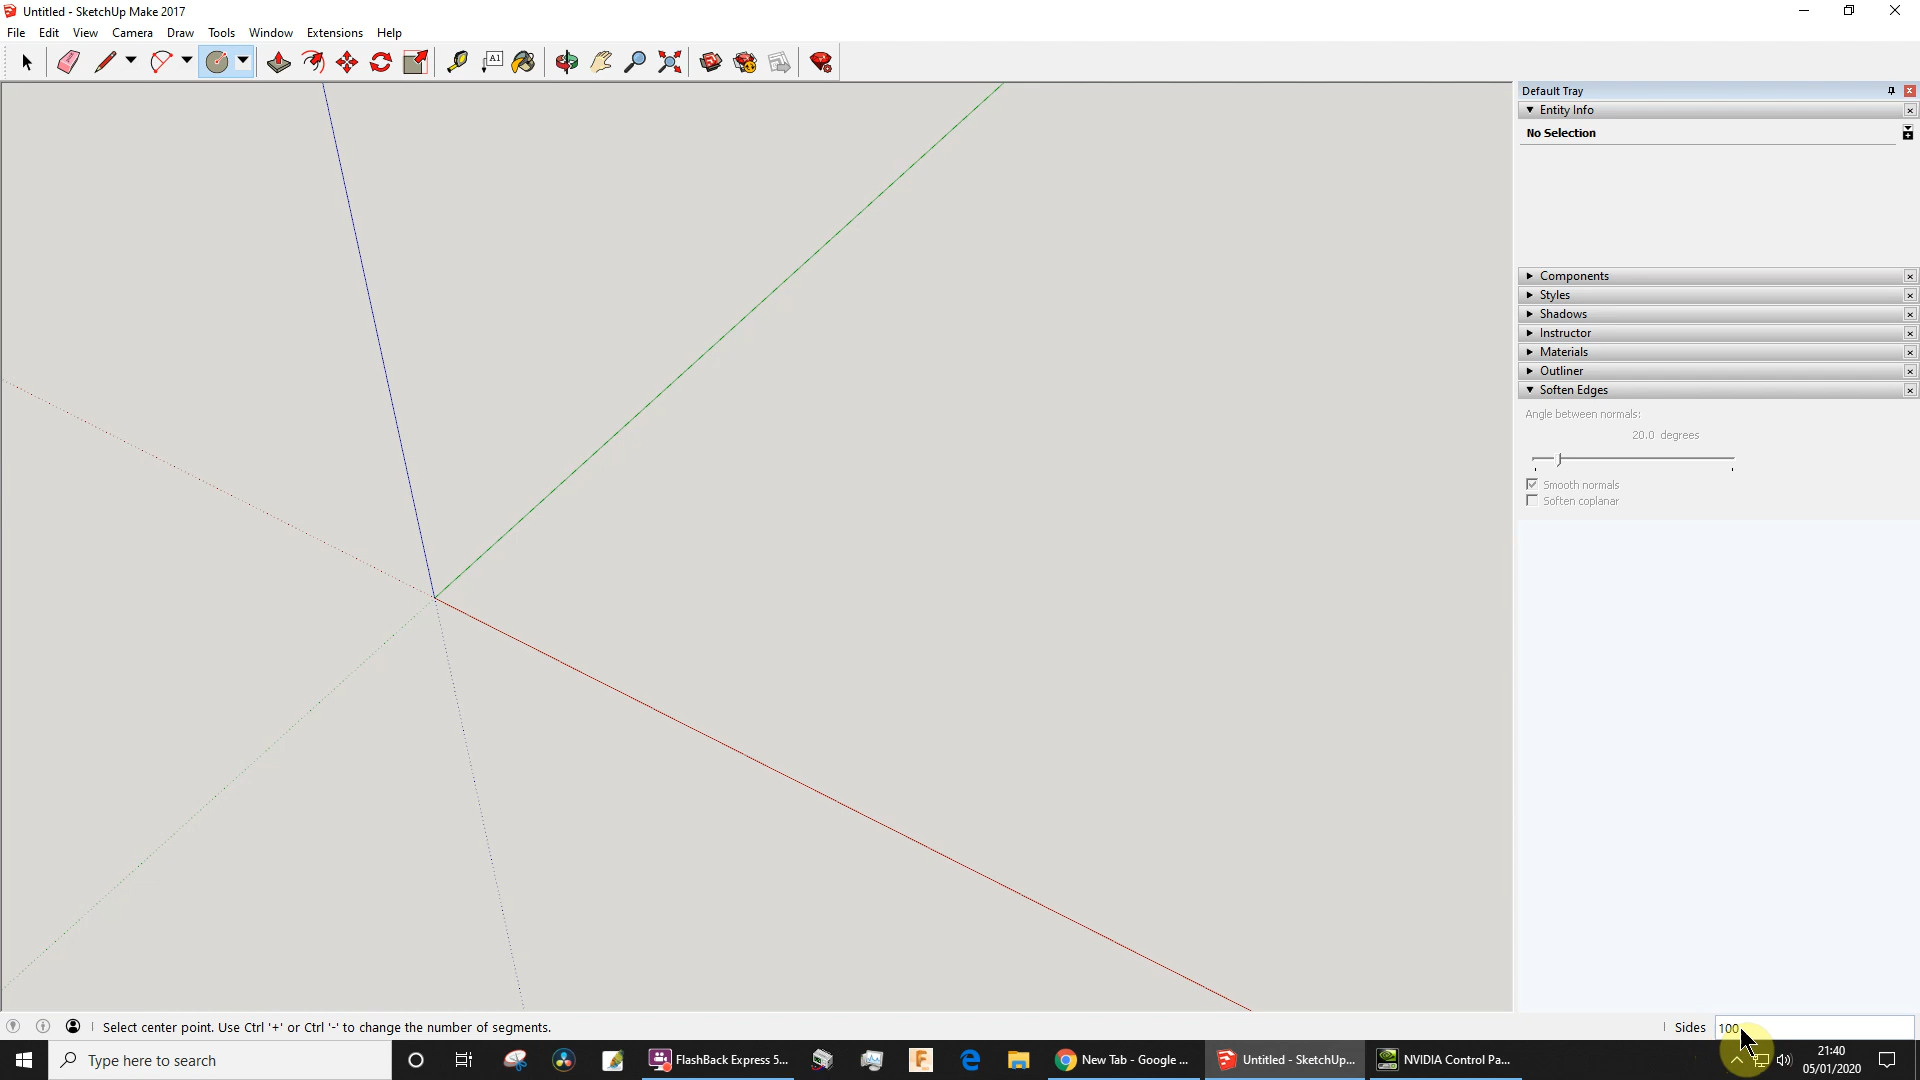 Untitled - SketchUp Make 2017
File Edit View Camera Draw Tools Window Extensions Help
A1
Default Tray
Entity Info
No Selection
Components
Styles
Shadows
Instructor
Materials
Outliner
Soften Edges
Angle between normals:
20.0 degrees
Smooth normals
Soften coplanar
Select center point. Use Ctrl '+' or Ctrl '-' to change the number of segments.
Sides 100
Type here to search
FlashBack Express 5...
New Tab - Google ...
Untitled - SketchUp...
NVIDIA Control Pa...
21:40
05/01/2020